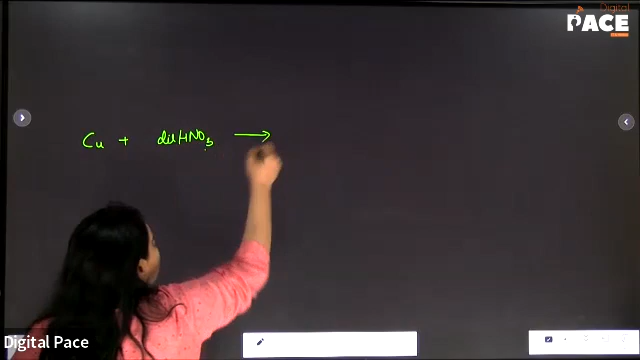 Digital
PACE
Cu + dil HNO3 →
Digital Pace